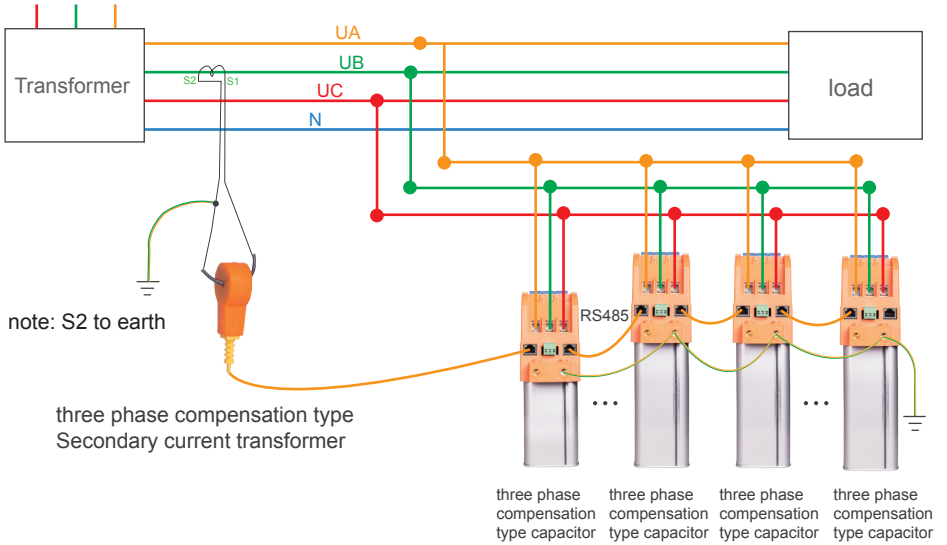 UA
Transformer
UB
S2
S1
UC
N
load
RS485
note: S2 to earth
three phase compensation type
Secondary current transformer
...
...
three phase
compensation
type capacitor
three phase
compensation
type capacitor
three phase
compensation
type capacitor
three phase
compensation
type capacitor